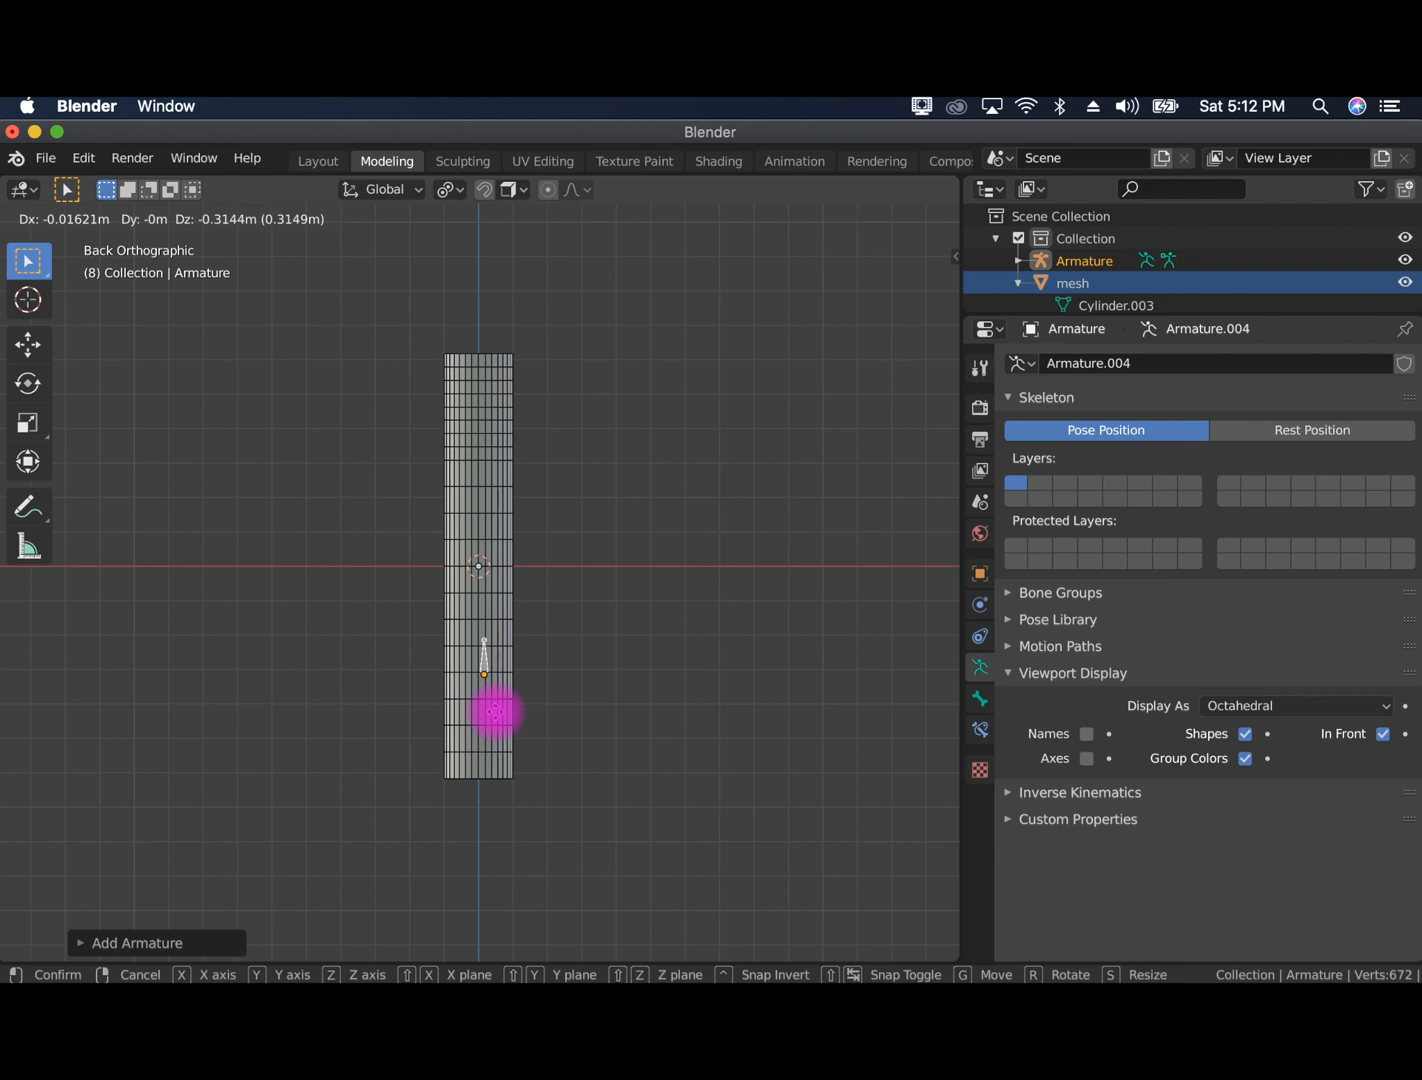 Blender Window Sat 5:12 PM
Blender
File Edit Render Window Help Layout Modeling Sculpting UV Editing Texture Paint Shading Animation Rendering Compo: Scene View Layer
Global
Dx: -0.01621m Dy: -0m Dz: -0.3144m (0.3149m)
Back Orthographic
(8) Collection | Armature
Scene Collection
Collection
Armature
mesh
Cylinder.003
Armature Armature.004
Armature.004
Skeleton
Pose Position Rest Position
Layers:
Protected Layers:
Bone Groups
Pose Library
Motion Paths
Viewport Display
Display As Octahedral
Names Shapes In Front
Axes Group Colors
Inverse Kinematics
Custom Properties
Add Armature
Confirm Cancel X X axis Y Y axis Z Z axis X X plane Y Y plane Z Z plane ^ Snap Invert Snap Toggle G Move R Rotate S Resize Collection | Armature | Verts:672 |